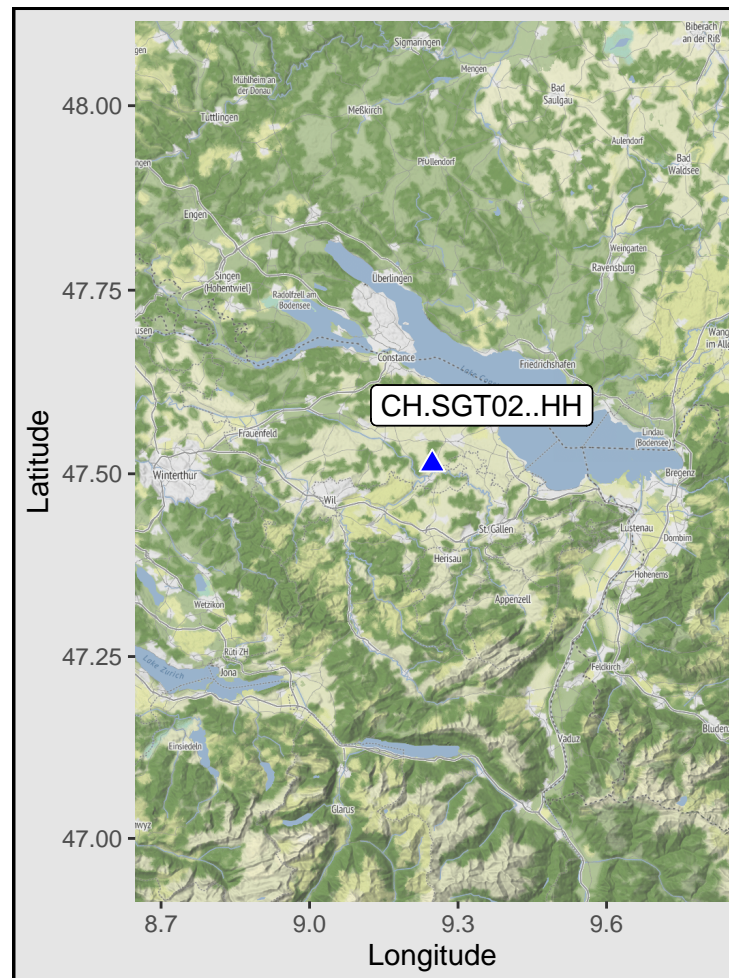 Biberach
an der Riß
Sigmaringen
Mengen
Mühlheim an
der Donau
Bad
Saulgau
48.00
Meßkirch
Tuttlingen
Aulendorf
Pfullendorf
Bad
Waldsee
Engen
Weingarten
Ravensburg
Singen
(Hohentwiel)
Überlingen
47.75
Radolfzell am
Bodensee
Constance
Friedrichshafen
CH.SGT02..HH
Frauenfeld
Lindau
(Bodensee)
47.50
Winterthur
Bregenz
Wil
St. Gallen
Lustenau
Dornbirn
Herisau
Hohenems
Appenzell
Wetzikon
47.25
Rüti ZH
Lake Zurich
Jona
Feldkirch
Vaduz
Einsiedeln
Glarus
47.00
8.7
9.0
9.3
9.6
Longitude
Latitude